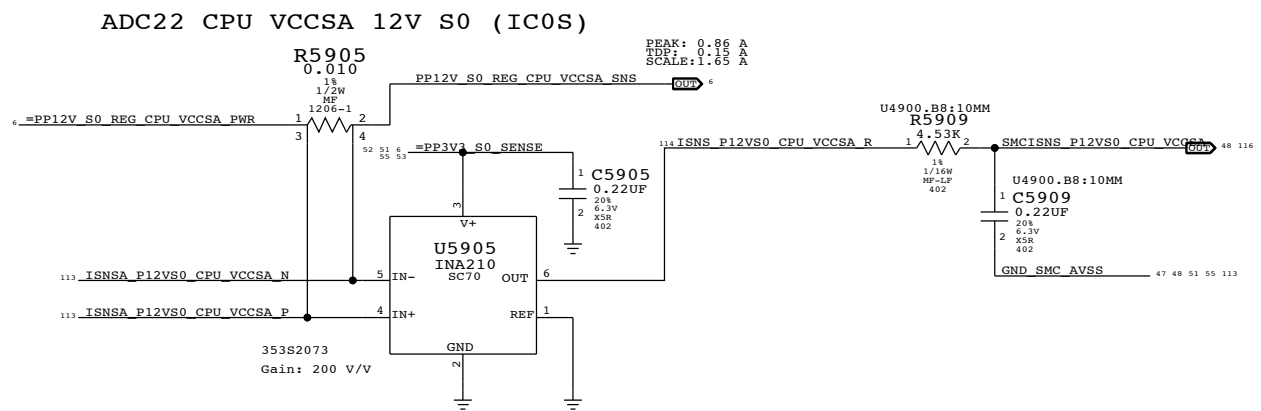 ADC22 CPU VCCSA 12V S0 (IC0S)
PEAK: 0.86 A
TDP: 0.15 A
SCALE:1.65 A
R5905
0.010
1%
1/2W
MF
1206-1
PP12V_S0_REG_CPU_VCCSA_SNS
OUT
6
6
=PP12V_S0_REG_CPU_VCCSA_PWR
1
2
3
4
52 51 6
55 53
=PP3V3_S0_SENSE
1
2
C5905
0.22UF
20%
6.3V
X5R
402
114
ISNS_P12VS0_CPU_VCCSA_R
U4900.B8:10MM
R5909
4.53K
1
2
1%
1/16W
MF-LF
402
SMCISNS_P12VS0_CPU_VCCSA
OUT
48 116
U4900.B8:10MM
1
2
C5909
0.22UF
20%
6.3V
X5R
402
GND_SMC_AVSS
47 48 51 55 113
3
V+
U5905
INA210
SC70
113
ISNSA_P12VS0_CPU_VCCSA_N
5
IN-
OUT
6
113
ISNSA_P12VS0_CPU_VCCSA_P
4
IN+
REF
1
GND
2
353S2073
Gain: 200 V/V